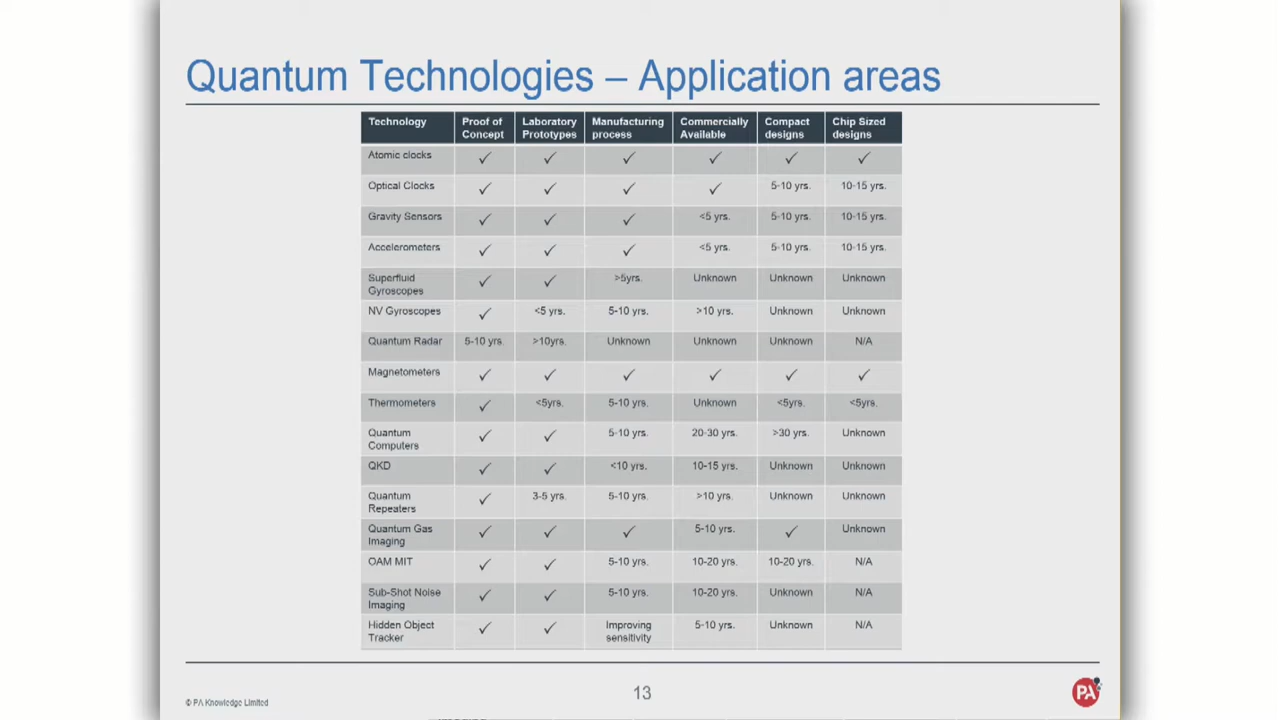 Quantum Technologies – Application areas
Technology Proof of Concept Laboratory Prototypes Manufacturing process Commercially Available Compact designs Chip Sized designs
Atomic clocks ✓ ✓ ✓ ✓ ✓ ✓
Optical Clocks ✓ ✓ ✓ ✓ 5-10 yrs. 10-15 yrs.
Gravity Sensors ✓ ✓ ✓ <5 yrs. 5-10 yrs. 10-15 yrs.
Accelerometers ✓ ✓ ✓ <5 yrs. 5-10 yrs. 10-15 yrs.
Superfluid Gyroscopes ✓ ✓ >5yrs. Unknown Unknown Unknown
NV Gyroscopes ✓ <5 yrs. 5-10 yrs. >10 yrs. Unknown Unknown
Quantum Radar 5-10 yrs. >10yrs. Unknown Unknown Unknown N/A
Magnetometers ✓ ✓ ✓ ✓ ✓ ✓
Thermometers ✓ <5yrs. 5-10 yrs. Unknown <5yrs. <5yrs.
Quantum Computers ✓ ✓ 5-10 yrs. 20-30 yrs. >30 yrs. Unknown
QKD ✓ ✓ <10 yrs. 10-15 yrs. Unknown Unknown
Quantum Repeaters ✓ 3-5 yrs. 5-10 yrs. >10 yrs. Unknown Unknown
Quantum Gas Imaging ✓ ✓ ✓ 5-10 yrs. ✓ Unknown
OAM MIT ✓ ✓ 5-10 yrs. 10-20 yrs. 10-20 yrs. N/A
Sub-Shot Noise Imaging ✓ ✓ 5-10 yrs. 10-20 yrs. Unknown N/A
Hidden Object Tracker ✓ ✓ Improving sensitivity 5-10 yrs. Unknown N/A
© PA Knowledge Limited
13
PA